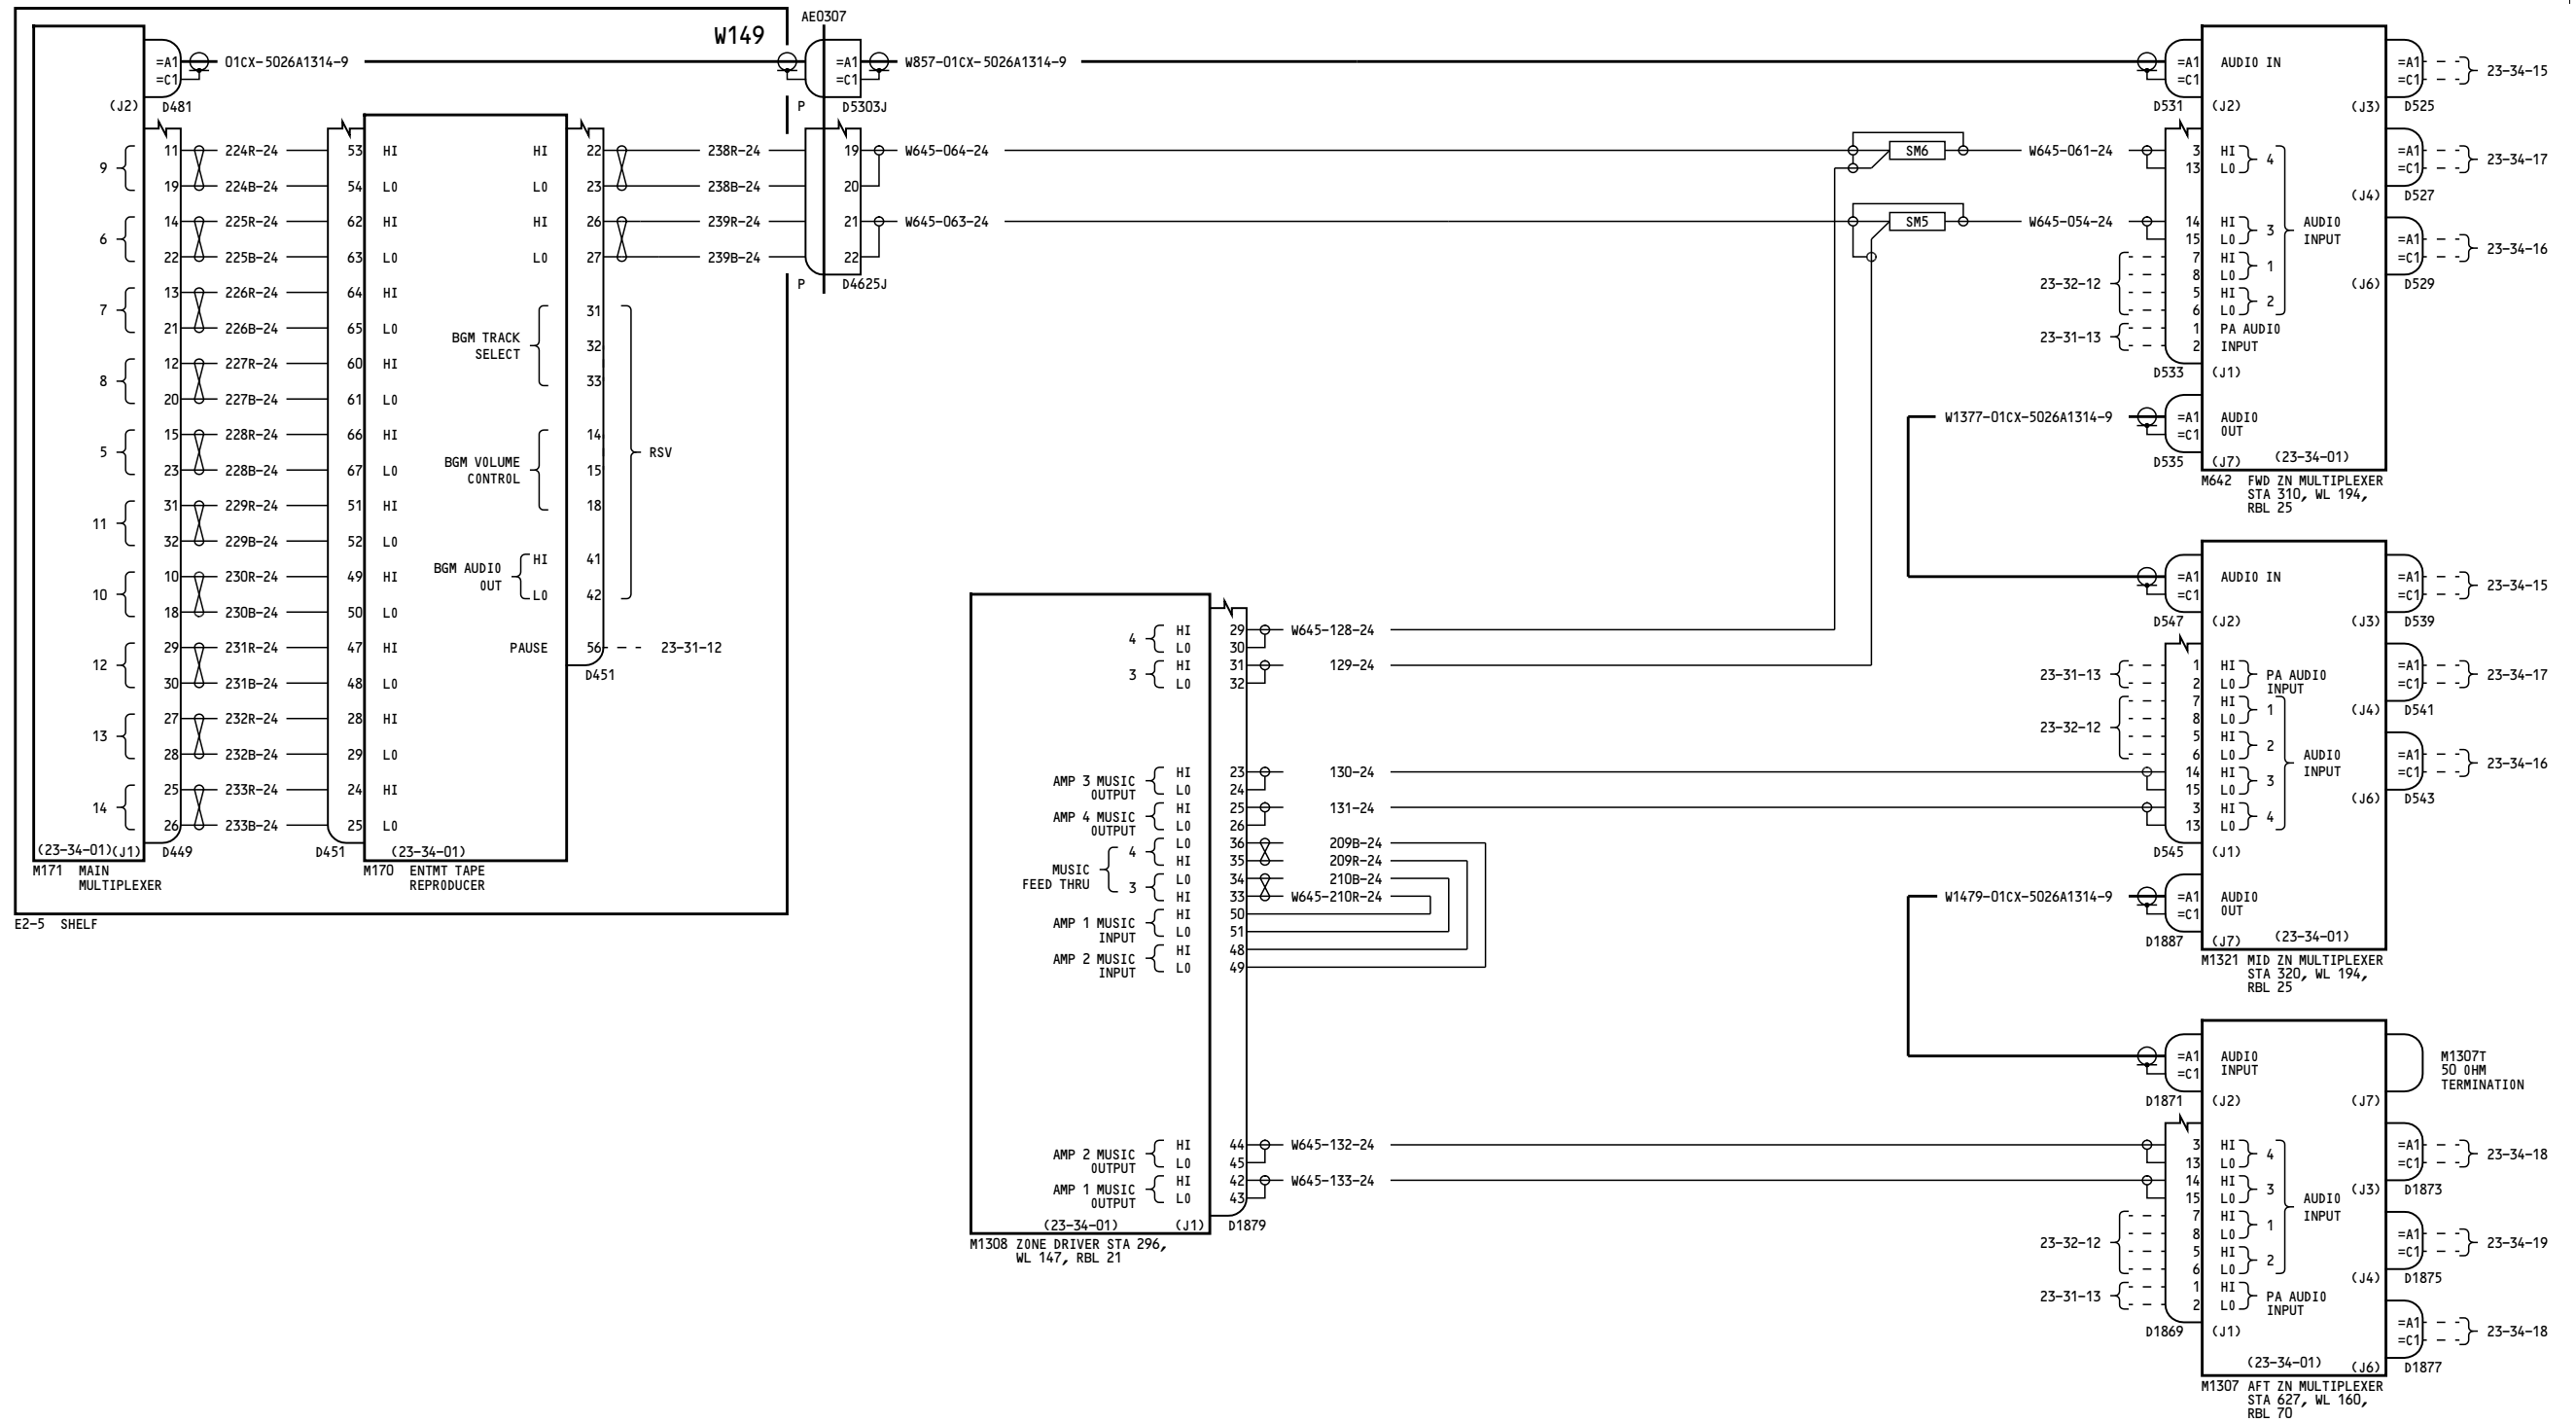 W149
AE0307
=A1 01CX-5026A1314-9 =A1 W857-01CX-5026A1314-9
=C1 =C1
(J2) D481 P D5303J
9 11 224R-24 53 HI HI 22 238R-24 19 W645-064-24
19 224B-24 54 LO LO 23 238B-24 20
6 14 225R-24 62 HI HI 26 239R-24 21 W645-063-24
22 225B-24 63 LO LO 27 239B-24 22
P D4625J
7 13 226R-24 64 HI
21 226B-24 65 LO
8 12 227R-24 60 HI
20 227B-24 61 LO
5 15 228R-24 66 HI
23 228B-24 67 LO
11 31 229R-24 51 HI
32 229B-24 52 LO
10 10 230R-24 49 HI
18 230B-24 50 LO
12 29 231R-24 47 HI
30 231B-24 48 LO
13 27 232R-24 28 HI
28 232B-24 29 LO
14 25 233R-24 24 HI
26 233B-24 25 LO
(23-34-01) (J1) D449 D451 (23-34-01)
M171 MAIN
MULTIPLEXER
M170 ENTMT TAPE
REPRODUCER
E2-5 SHELF
BGM TRACK
SELECT
31
32
33
BGM VOLUME
CONTROL
14
15
18
RSV
BGM AUDIO
OUT
HI 41
LO 42
PAUSE 56 23-31-12
D451
4 HI 29 W645-128-24
LO 30
3 HI 31 129-24
LO 32
AMP 3 MUSIC
OUTPUT
HI 23 130-24
LO 24
AMP 4 MUSIC
OUTPUT
HI 25 131-24
LO 26
MUSIC
FEED THRU
4 LO 36 209B-24
HI 35 209R-24
3 LO 34 210B-24
HI 33 W645-210R-24
AMP 1 MUSIC
INPUT
HI 50
LO 51
AMP 2 MUSIC
INPUT
HI 48
LO 49
AMP 2 MUSIC
OUTPUT
HI 44 W645-132-24
LO 45
AMP 1 MUSIC
OUTPUT
HI 42 W645-133-24
LO 43
(23-34-01) (J1) D1879
M1308 ZONE DRIVER STA 296,
WL 147, RBL 21
SM6 W645-061-24
SM5 W645-054-24
=A1 AUDIO IN
=C1
D531 (J2)
3 HI 4
13 LO
14 HI 3
15 LO
AUDIO
INPUT
23-32-12
7 HI 1
8 LO
5 HI 2
6 LO
23-31-13
1 PA AUDIO
2 INPUT
D533 (J1)
W1377-01CX-5026A1314-9 =A1 AUDIO
=C1 OUT
D535 (J7) (23-34-01)
M642 FWD ZN MULTIPLEXER
STA 310, WL 194,
RBL 25
=A1 23-34-15
=C1
(J3) D525
=A1 23-34-17
=C1
(J4) D527
=A1 23-34-16
=C1
(J6) D529
=A1 AUDIO IN
=C1
D547 (J2)
23-31-13
1 HI
2 LO
PA AUDIO
INPUT
23-32-12
7 HI 1
8 LO
5 HI 2
6 LO
14 HI 3
15 LO
3 HI 4
13 LO
AUDIO
INPUT
D545 (J1)
W1479-01CX-5026A1314-9 =A1 AUDIO
=C1 OUT
D1887 (J7) (23-34-01)
M1321 MID ZN MULTIPLEXER
STA 320, WL 194,
RBL 25
=A1 23-34-15
=C1
(J3) D539
=A1 23-34-17
=C1
(J4) D541
=A1 23-34-16
=C1
(J6) D543
=A1 AUDIO
=C1 INPUT
D1871 (J2)
3 HI 4
13 LO
14 HI 3
15 LO
AUDIO
INPUT
23-32-12
7 HI 1
8 LO
5 HI 2
6 LO
23-31-13
1 HI
2 LO
PA AUDIO
INPUT
D1869 (J1)
(23-34-01)
M1307 AFT ZN MULTIPLEXER
STA 627, WL 160,
RBL 70
M1307T
50 OHM
TERMINATION
(J7)
=A1 23-34-18
=C1
(J3) D1873
=A1 23-34-19
=C1
(J4) D1875
=A1 23-34-18
=C1
(J6) D1877